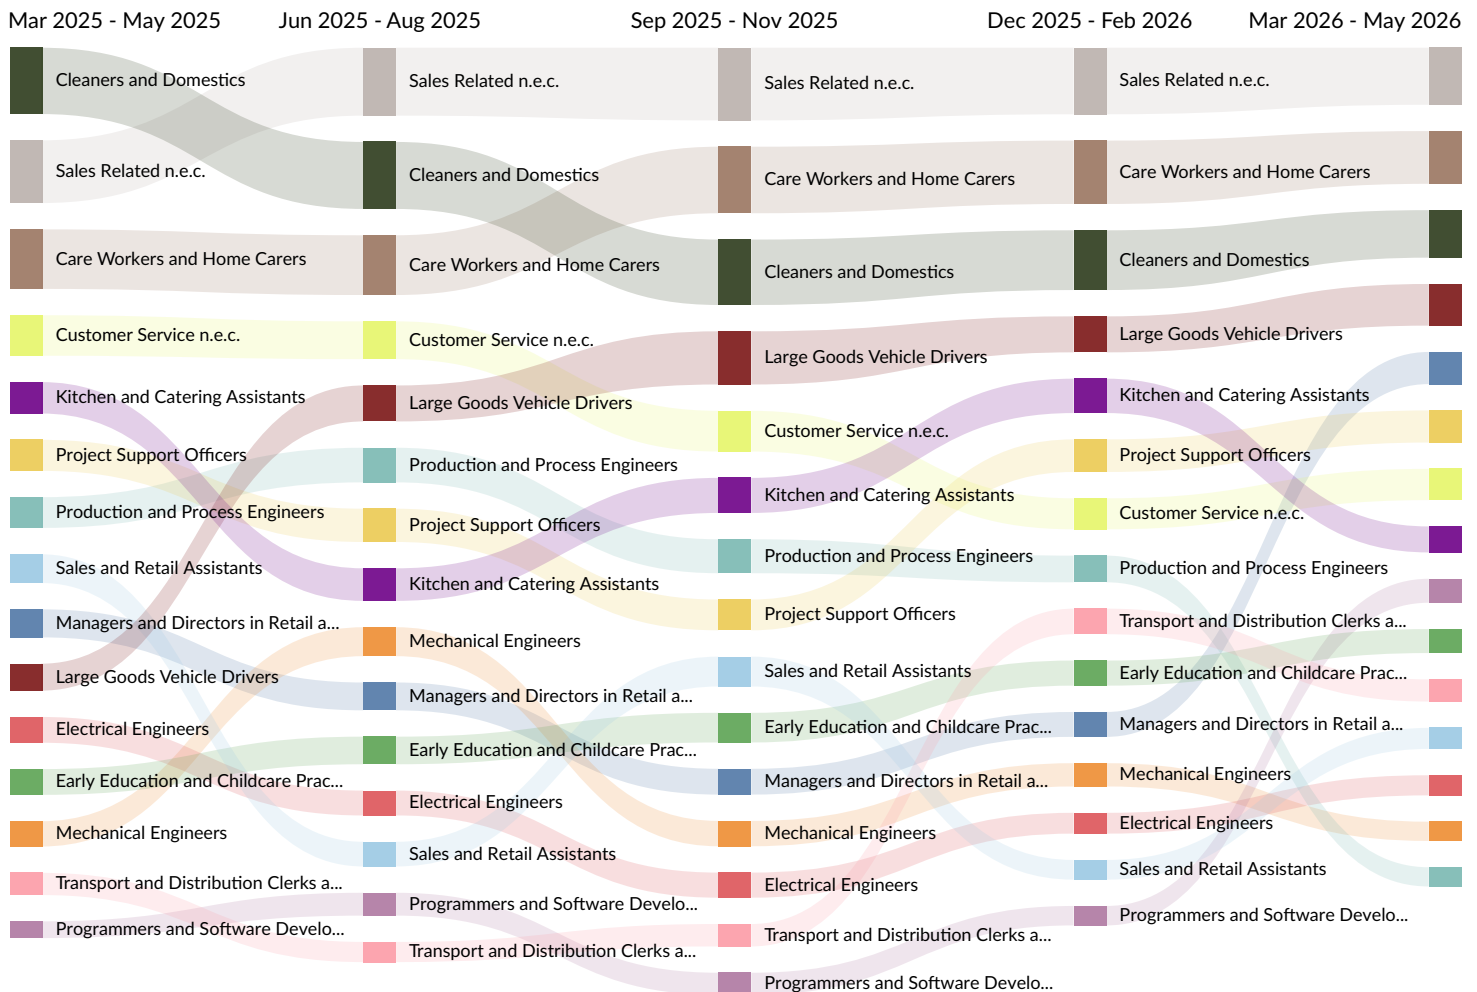 Mar 2025 - May 2025
Jun 2025 - Aug 2025
Sep 2025 - Nov 2025
Dec 2025 - Feb 2026
Mar 2026 - May 2026
Cleaners and Domestics
Sales Related n.e.c.
Care Workers and Home Carers
Customer Service n.e.c.
Kitchen and Catering Assistants
Project Support Officers
Production and Process Engineers
Sales and Retail Assistants
Managers and Directors in Retail a...
Large Goods Vehicle Drivers
Electrical Engineers
Early Education and Childcare Prac...
Mechanical Engineers
Transport and Distribution Clerks a...
Programmers and Software Develo...
Sales Related n.e.c.
Cleaners and Domestics
Care Workers and Home Carers
Customer Service n.e.c.
Large Goods Vehicle Drivers
Production and Process Engineers
Project Support Officers
Kitchen and Catering Assistants
Mechanical Engineers
Managers and Directors in Retail a...
Early Education and Childcare Prac...
Electrical Engineers
Sales and Retail Assistants
Programmers and Software Develo...
Transport and Distribution Clerks a...
Sales Related n.e.c.
Care Workers and Home Carers
Cleaners and Domestics
Large Goods Vehicle Drivers
Customer Service n.e.c.
Kitchen and Catering Assistants
Production and Process Engineers
Project Support Officers
Sales and Retail Assistants
Early Education and Childcare Prac...
Managers and Directors in Retail a...
Mechanical Engineers
Electrical Engineers
Transport and Distribution Clerks a...
Programmers and Software Develo...
Sales Related n.e.c.
Care Workers and Home Carers
Cleaners and Domestics
Large Goods Vehicle Drivers
Kitchen and Catering Assistants
Project Support Officers
Customer Service n.e.c.
Production and Process Engineers
Transport and Distribution Clerks a...
Early Education and Childcare Prac...
Managers and Directors in Retail a...
Mechanical Engineers
Electrical Engineers
Sales and Retail Assistants
Programmers and Software Develo...